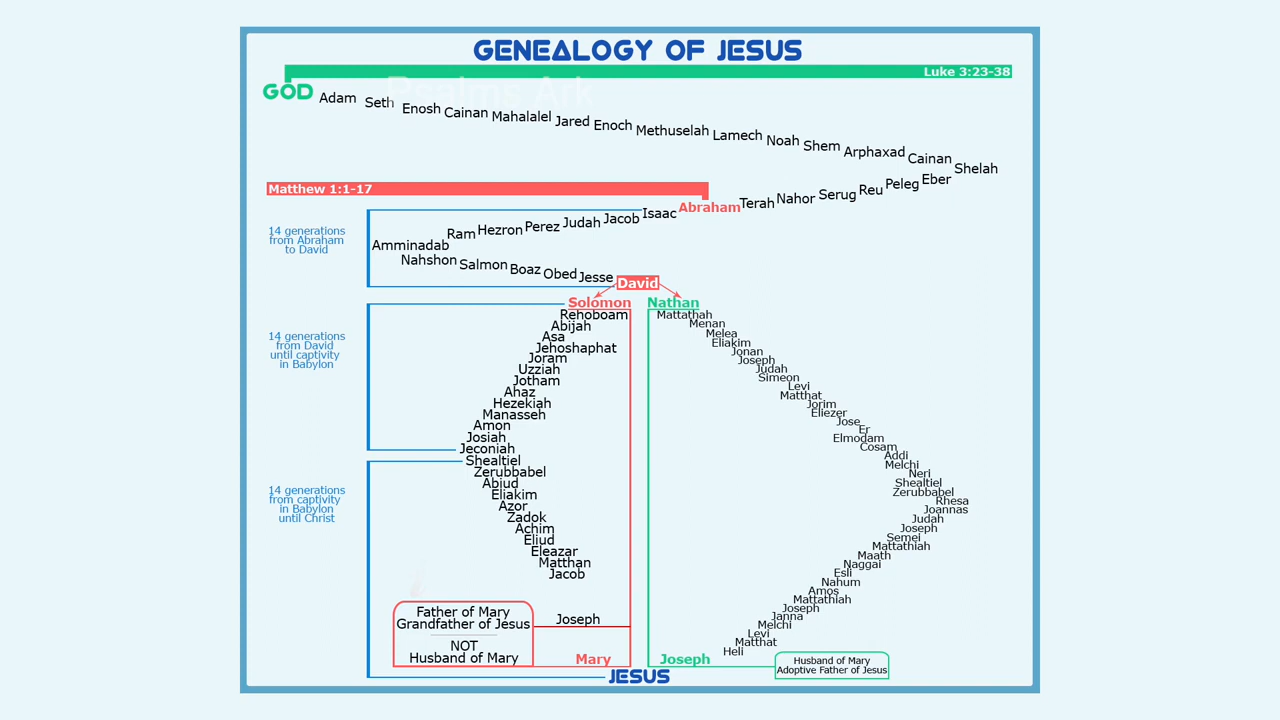 GENEALOGY OF JESUS
Luke 3:23-38
Psalms Ark
GOD Adam Seth Enosh Cainan Mahalalel Jared Enoch Methuselah Lamech Noah Shem Arphaxad Cainan Shelah
Eber Peleg Reu Serug Nahor Terah Abraham
Matthew 1:1-17
14 generations
from Abraham
to David
Isaac Jacob Judah Perez Hezron Ram Amminadab
Nahshon Salmon Boaz Obed Jesse David
Solomon
Rehoboam
Abijah
Asa
Jehoshaphat
Joram
Uzziah
Jotham
Ahaz
Hezekiah
Manasseh
Amon
Josiah
Jeconiah
14 generations
from David
until captivity
in Babylon
Shealtiel
Zerubbabel
Abiud
Eliakim
Azor
Zadok
Achim
Eliud
Eleazar
Matthan
Jacob
14 generations
from captivity
in Babylon
until Christ
Joseph
Father of Mary
Grandfather of Jesus
NOT
Husband of Mary
Mary
Nathan
Mattathah
Menan
Melea
Eliakim
Jonan
Joseph
Judah
Simeon
Levi
Matthat
Jorim
Eliezer
Jose
Er
Elmodam
Cosam
Addi
Melchi
Neri
Shealtiel
Zerubbabel
Rhesa
Joannas
Judah
Joseph
Semei
Mattathiah
Maath
Naggai
Esli
Nahum
Amos
Mattathiah
Joseph
Janna
Melchi
Levi
Matthat
Heli
Joseph
Husband of Mary
Adoptive Father of Jesus
JESUS